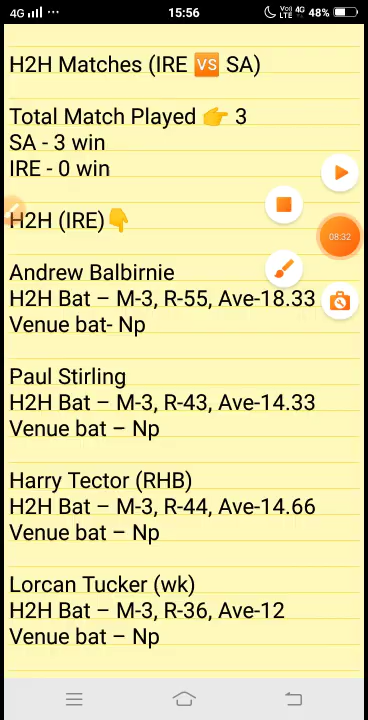 4G 15:56 Voo) LTE 4G 48%
H2H Matches (IRE 🆚 SA)
Total Match Played 👉 3
SA - 3 win
IRE - 0 win
H2H (IRE)👇
08:32
Andrew Balbirnie
H2H Bat – M-3, R-55, Ave-18.33
Venue bat- Np
Paul Stirling
H2H Bat – M-3, R-43, Ave-14.33
Venue bat – Np
Harry Tector (RHB)
H2H Bat – M-3, R-44, Ave-14.66
Venue bat – Np
Lorcan Tucker (wk)
H2H Bat – M-3, R-36, Ave-12
Venue bat – Np